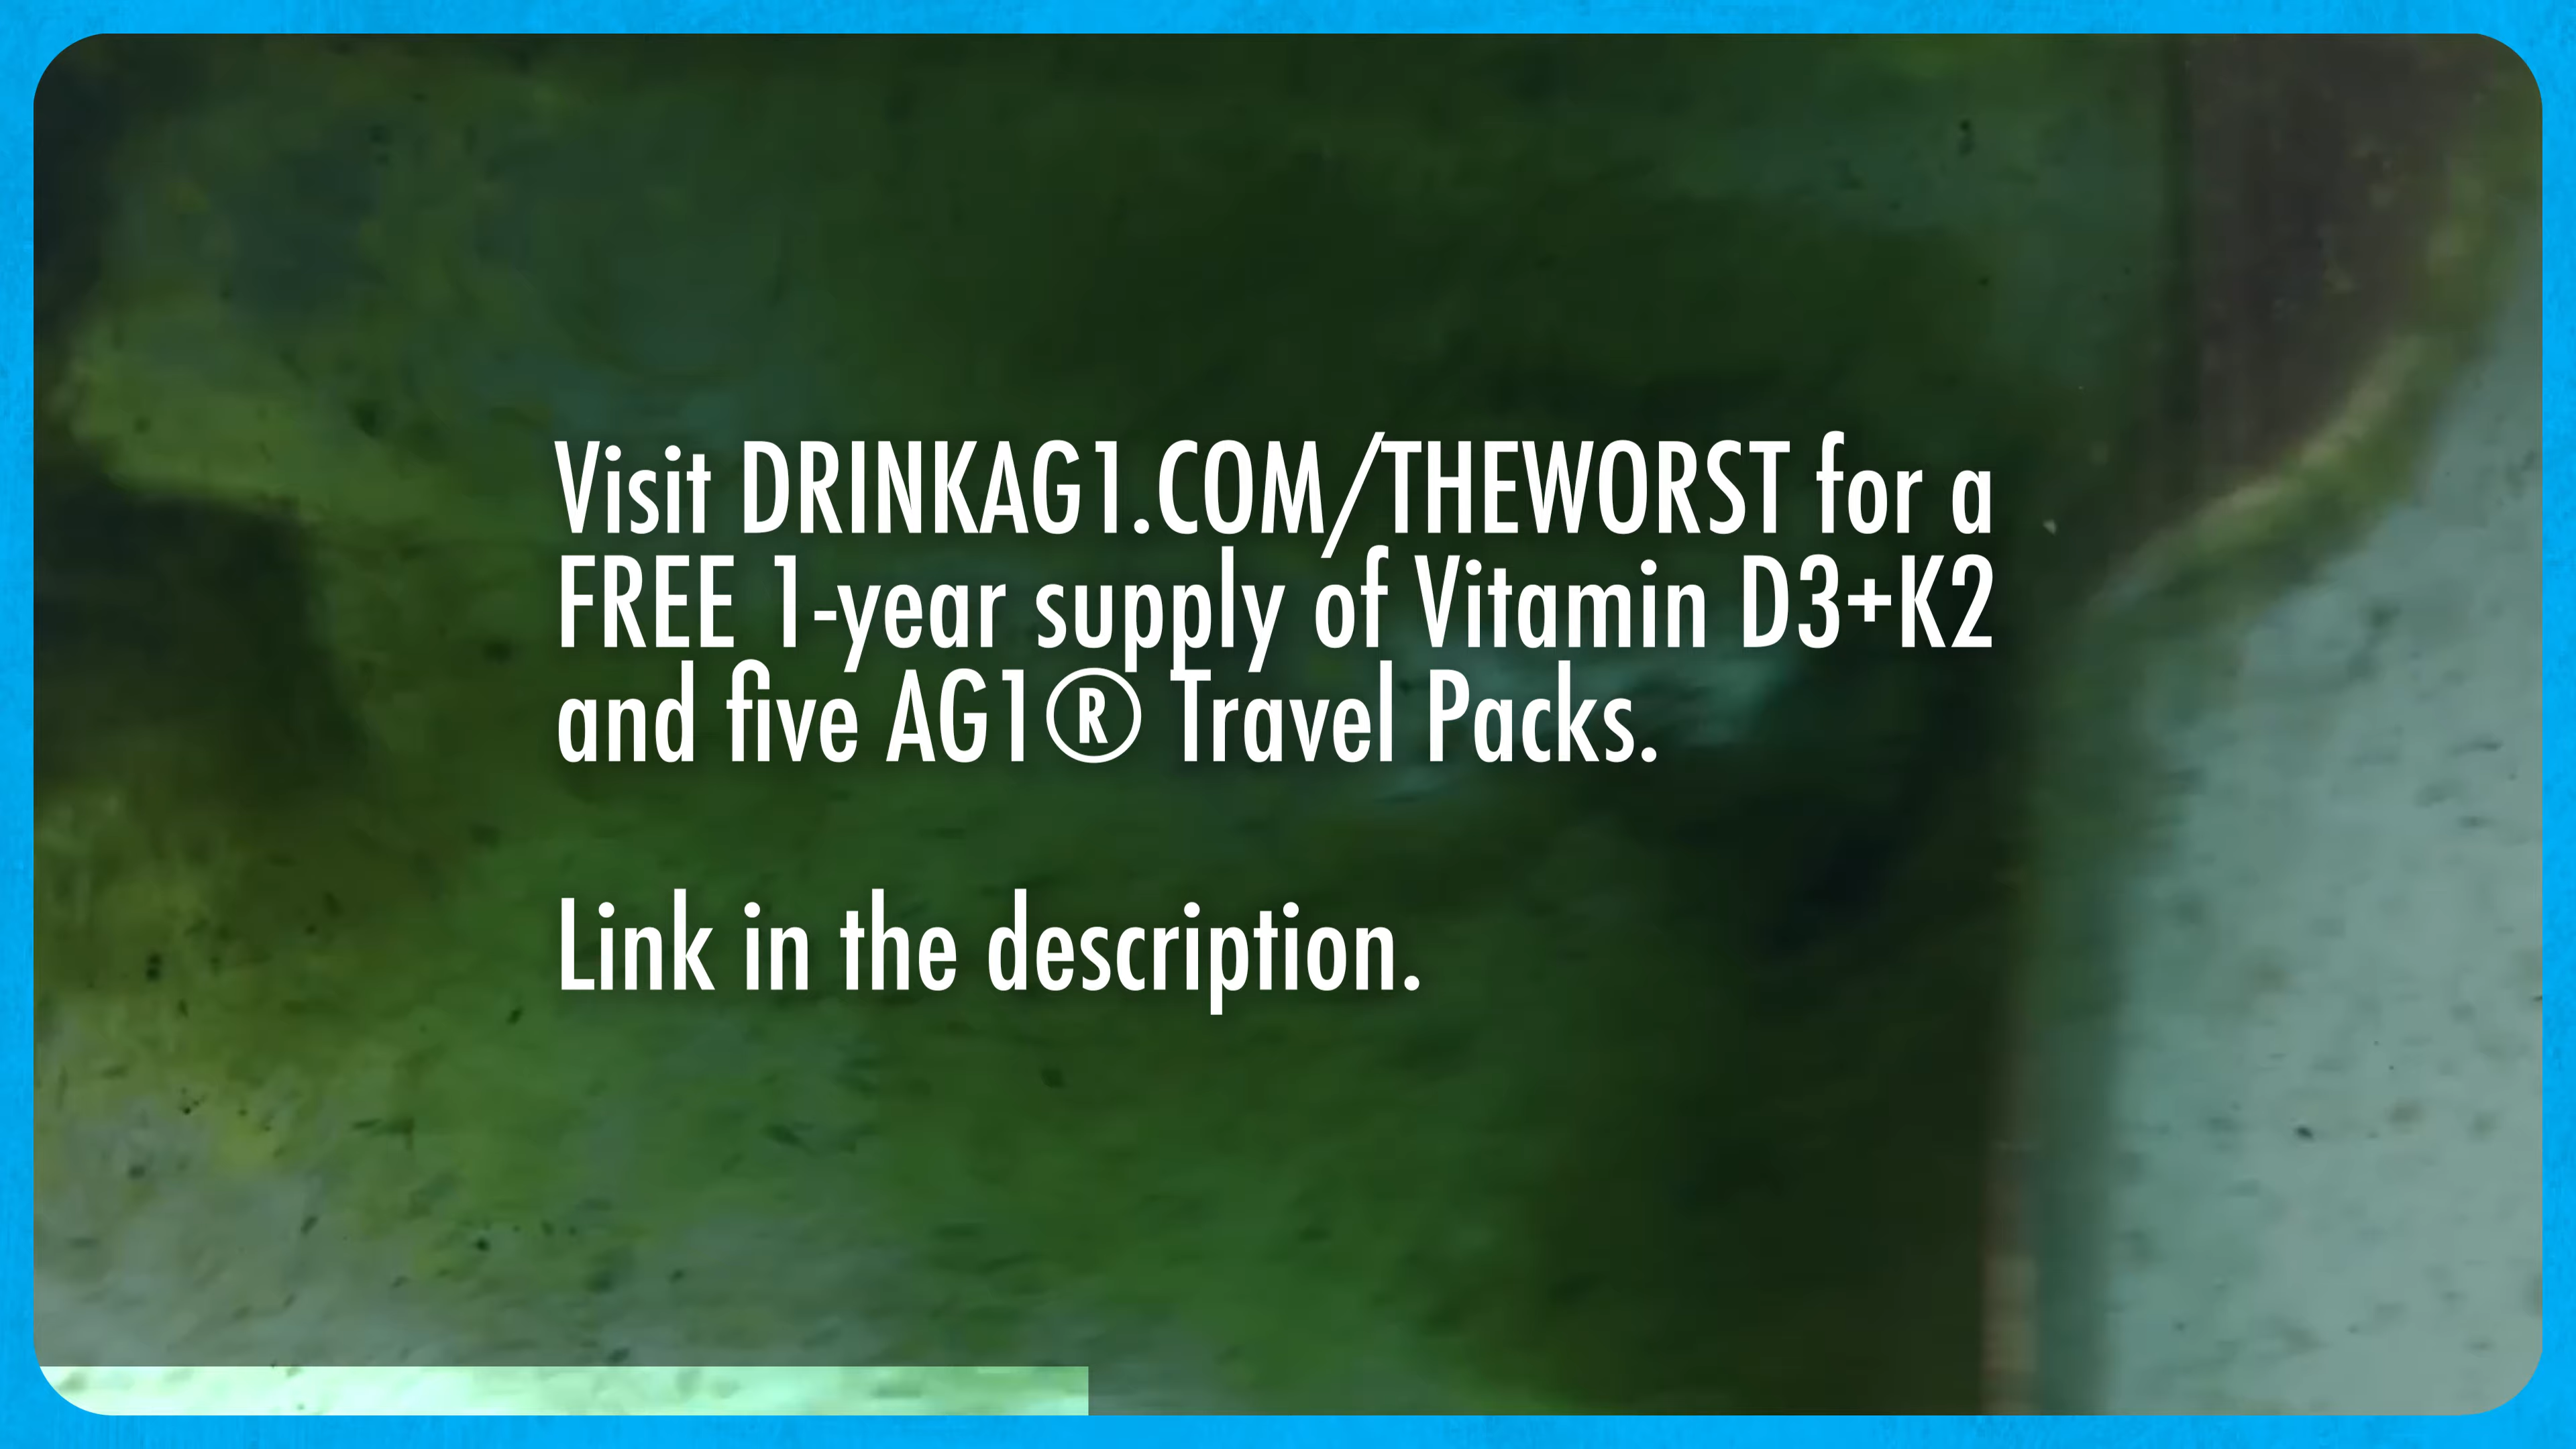 Visit DRINKAG1.COM/THEWORST for a
FREE 1-year supply of Vitamin D3+K2
and five AG1® Travel Packs.
Link in the description.